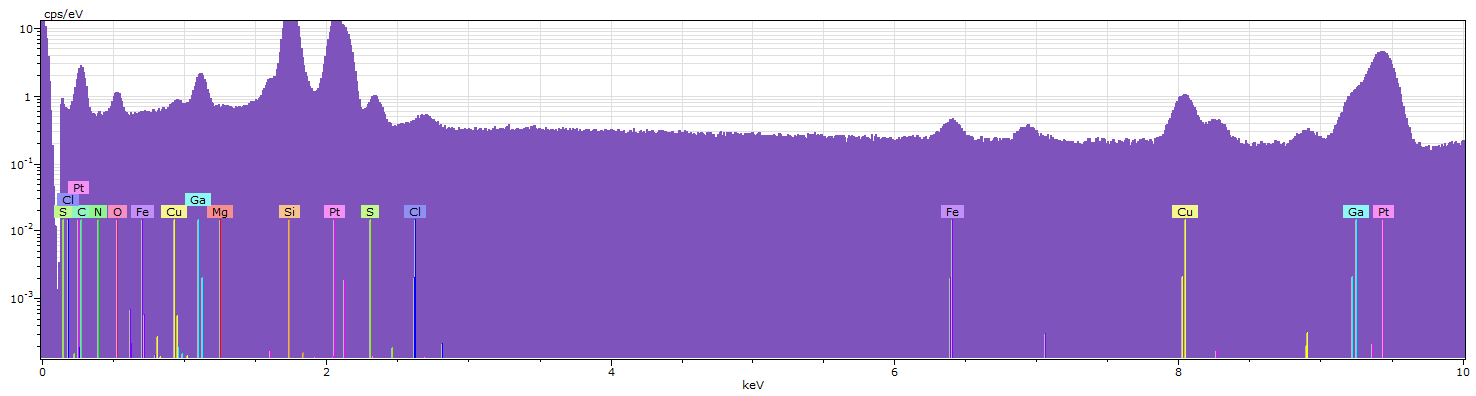 cps/eV
10
1
10⁻¹
10⁻²
10⁻³
Pt
Cl Ga
S C N O Fe Cu Mg Si Pt S Cl Fe Cu Ga Pt
0 2 4 6 8 10
keV